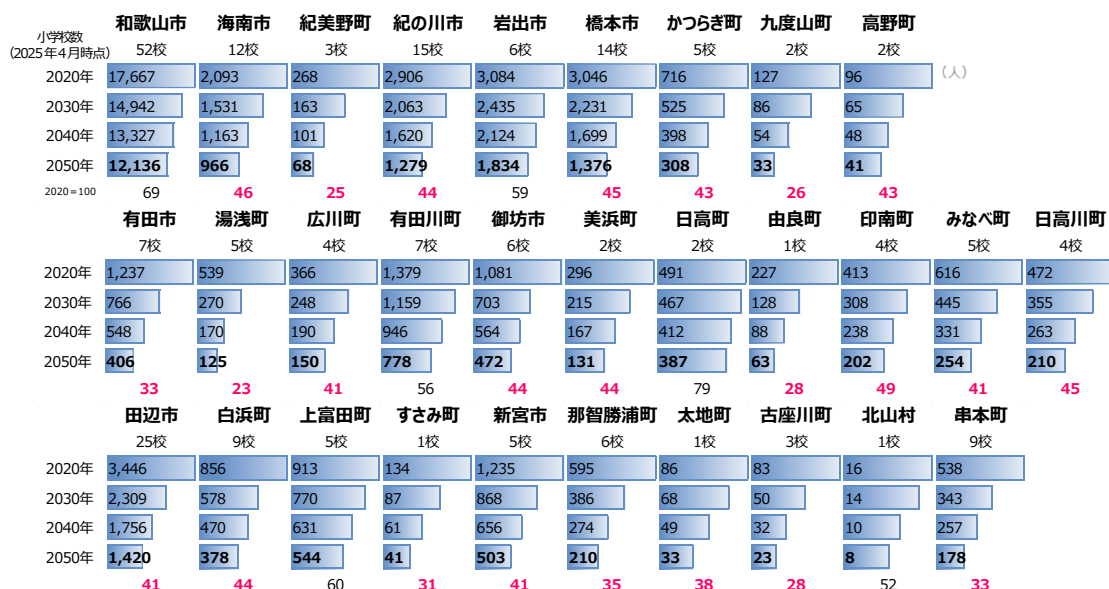 和歌山市 海南市 紀美野町 紀の川市 岩出市 橋本市 かつらぎ町 九度山町 高野町
小学校数
(2025年4月時点) 52校 12校 3校 15校 6校 14校 5校 2校 2校
2020年 17,667 2,093 268 2,906 3,084 3,046 716 127 96 (人)
2030年 14,942 1,531 163 2,063 2,435 2,231 525 86 65
2040年 13,327 1,163 101 1,620 2,124 1,699 398 54 48
2050年 12,136 966 68 1,279 1,834 1,376 308 33 41
2020=100 69 46 25 44 59 45 43 26 43
有田市 湯浅町 広川町 有田川町 御坊市 美浜町 日高町 由良町 印南町 みなべ町 日高川町
7校 5校 4校 7校 6校 2校 2校 1校 4校 5校 4校
2020年 1,237 539 366 1,379 1,081 296 491 227 413 616 472
2030年 766 270 248 1,159 703 215 467 128 308 445 355
2040年 548 170 190 946 564 167 412 88 238 331 263
2050年 406 125 150 778 472 131 387 63 202 254 210
33 23 41 56 44 44 79 28 49 41 45
田辺市 白浜町 上富田町 すさみ町 新宮市 那智勝浦町 太地町 古座川町 北山村 串本町
25校 9校 5校 1校 5校 6校 1校 3校 1校 9校
2020年 3,446 856 913 134 1,235 595 86 83 16 538
2030年 2,309 578 770 87 868 386 68 50 14 343
2040年 1,756 470 631 61 656 274 49 32 10 257
2050年 1,420 378 544 41 503 210 33 23 8 178
41 44 60 31 41 35 38 28 52 33